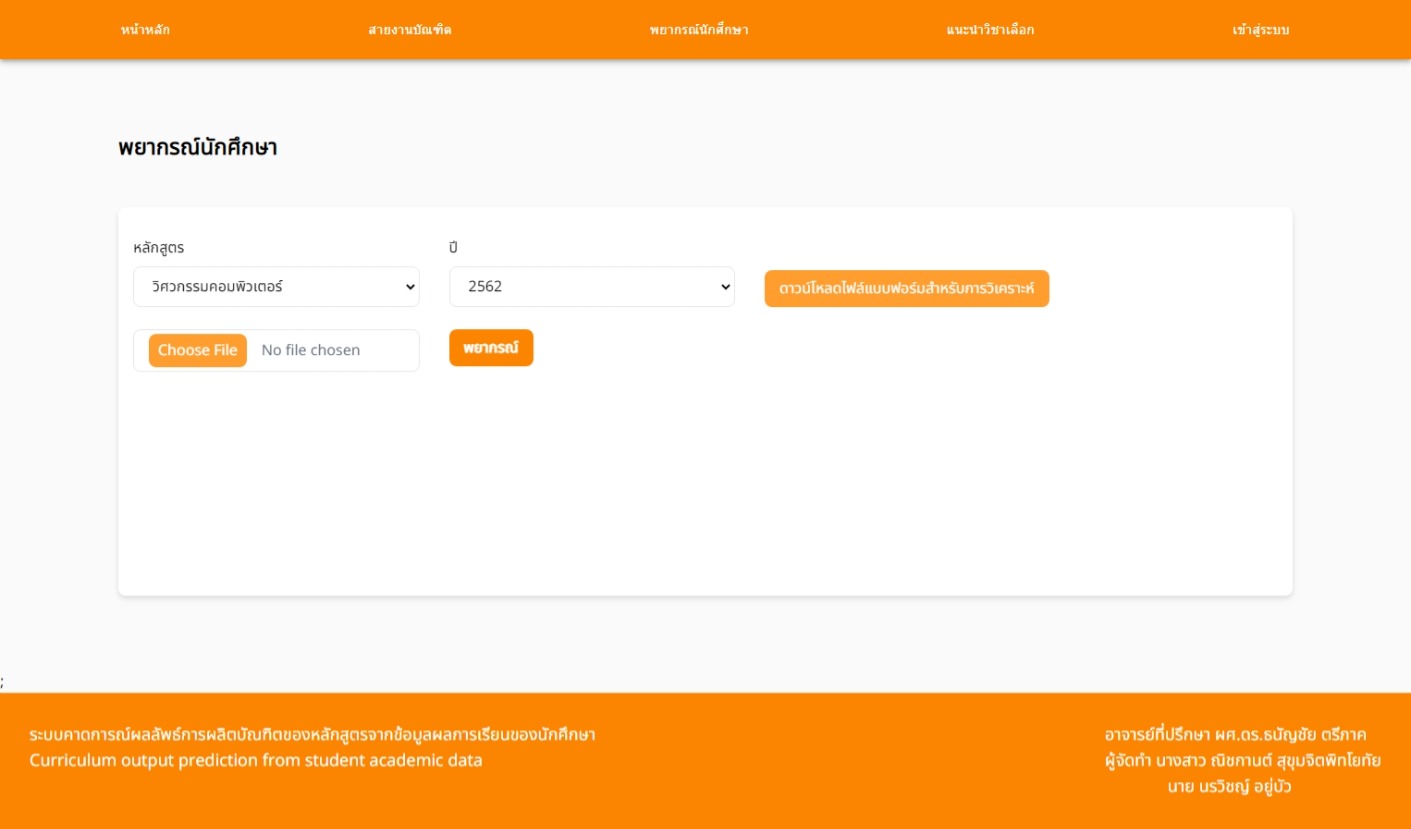 หน้าหลัก สายงานบัณฑิต พยากรณ์นักศึกษา แนะนำวิชาเลือก เข้าสู่ระบบ
พยากรณ์นักศึกษา
หลักสูตร ปี
วิศวกรรมคอมพิวเตอร์ 2562 ดาวน์โหลดไฟล์แบบฟอร์มสำหรับการวิเคราะห์
Choose File No file chosen พยากรณ์
;
ระบบคาดการณ์ผลลัพธ์การผลิตบัณฑิตของหลักสูตรจากข้อมูลผลการเรียนของนักศึกษา
Curriculum output prediction from student academic data
อาจารย์ที่ปรึกษา ผศ.ดร.ธนัญชัย ตรีภาค
ผู้จัดทำ นางสาว ณิชกานต์ สุขุมจิตพิทโยทัย
นาย นรวิชญ์ อยู่บัว